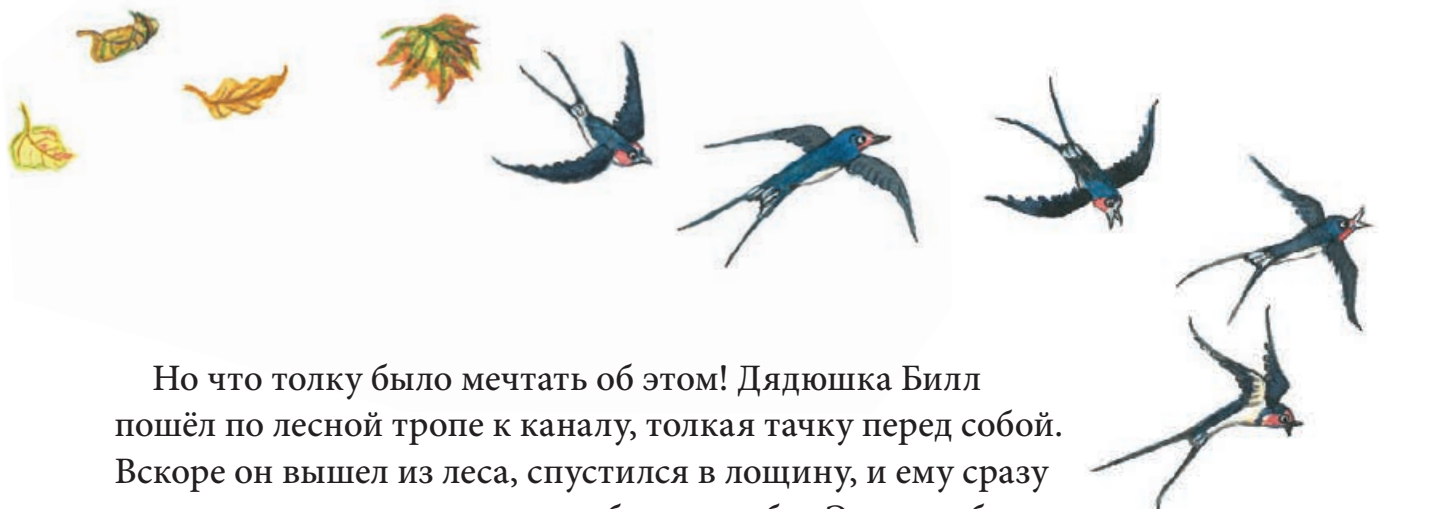 Но что толку было мечтать об этом! Дядюшка Билл
пошёл по лесной тропе к каналу, толкая тачку перед собой.
Вскоре он вышел из леса, спустился в лощину, и ему сразу